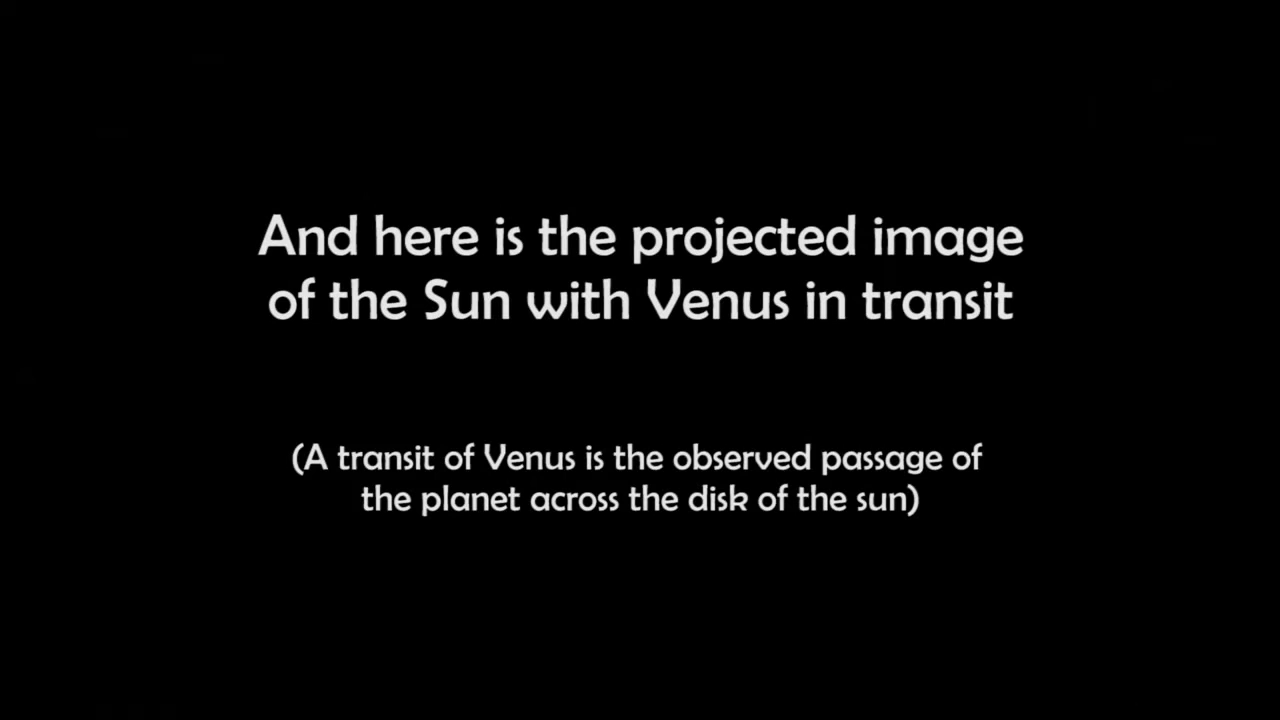 And here is the projected image
of the Sun with Venus in transit
(A transit of Venus is the observed passage of
the planet across the disk of the sun)